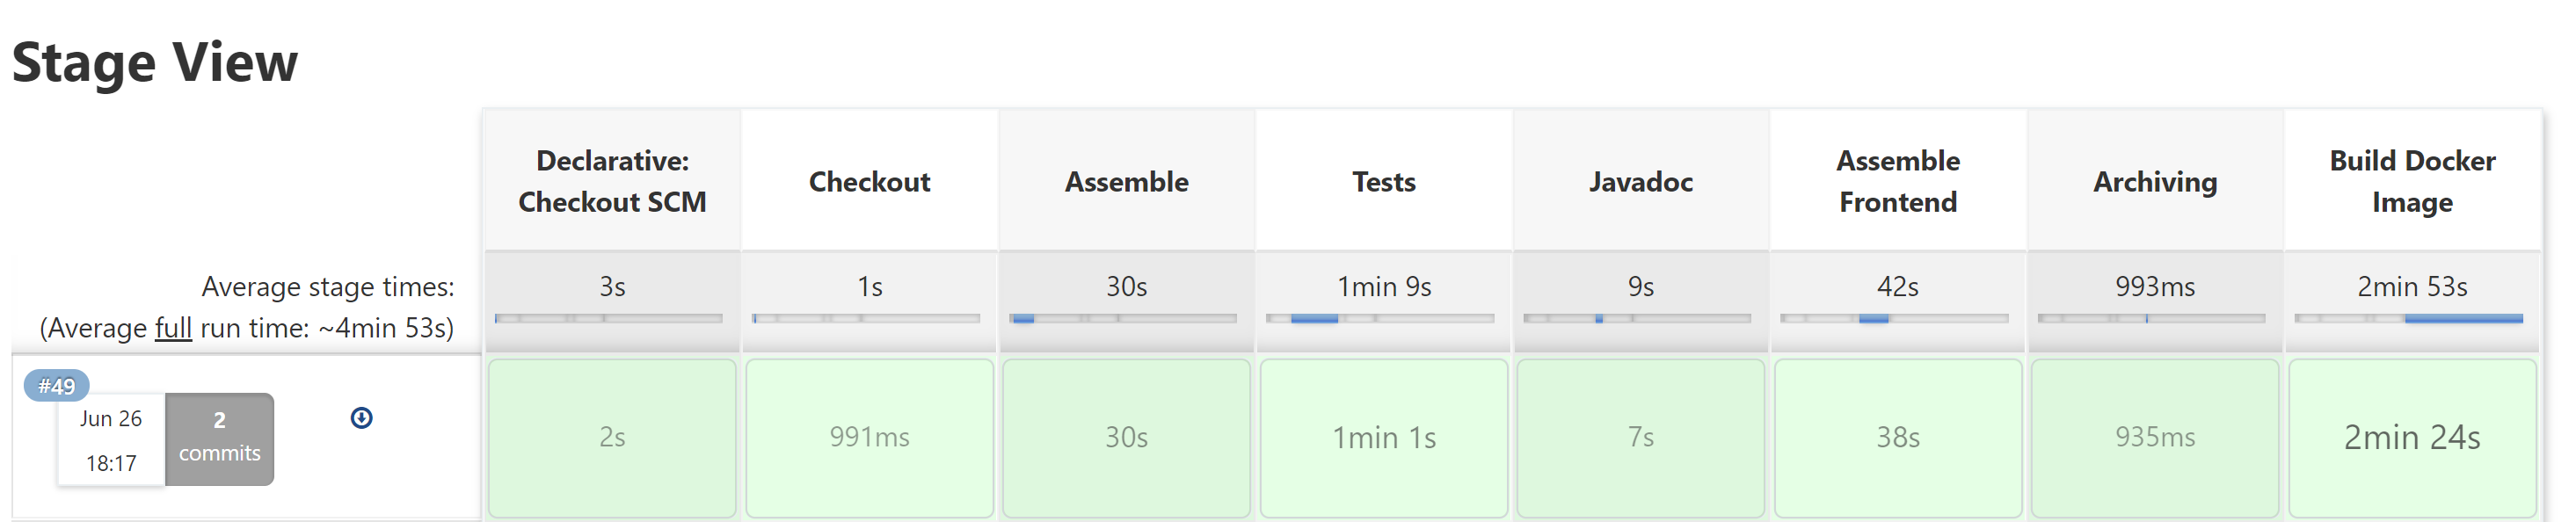 Stage View
Declarative:
Checkout SCM
Checkout
Assemble
Tests
Javadoc
Assemble
Frontend
Archiving
Build Docker
Image
Average stage times:
(Average full run time: ~4min 53s)
3s
1s
30s
1min 9s
9s
42s
993ms
2min 53s
#49
Jun 26
18:17
2
commits
2s
991ms
30s
1min 1s
7s
38s
935ms
2min 24s